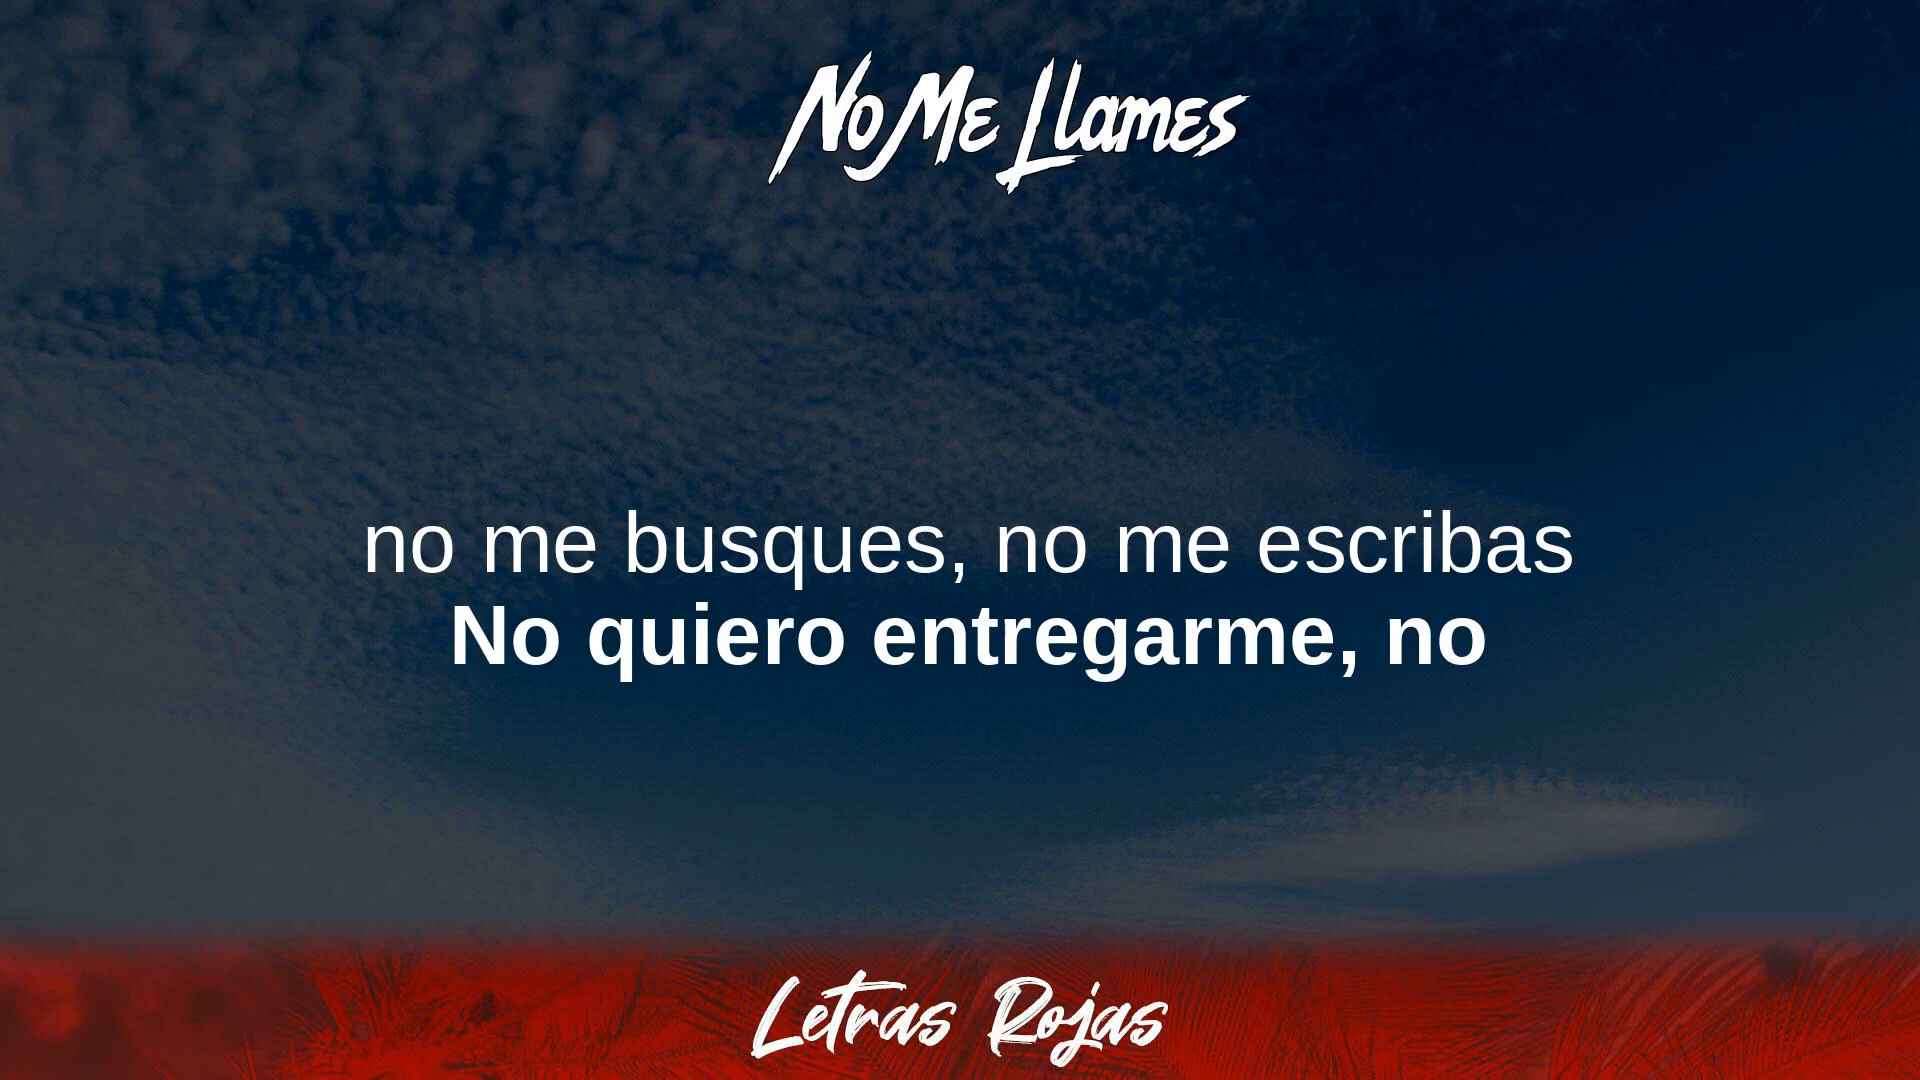 No Me Llames
no me busques, no me escribas
No quiero entregarme, no
Letras Rojas